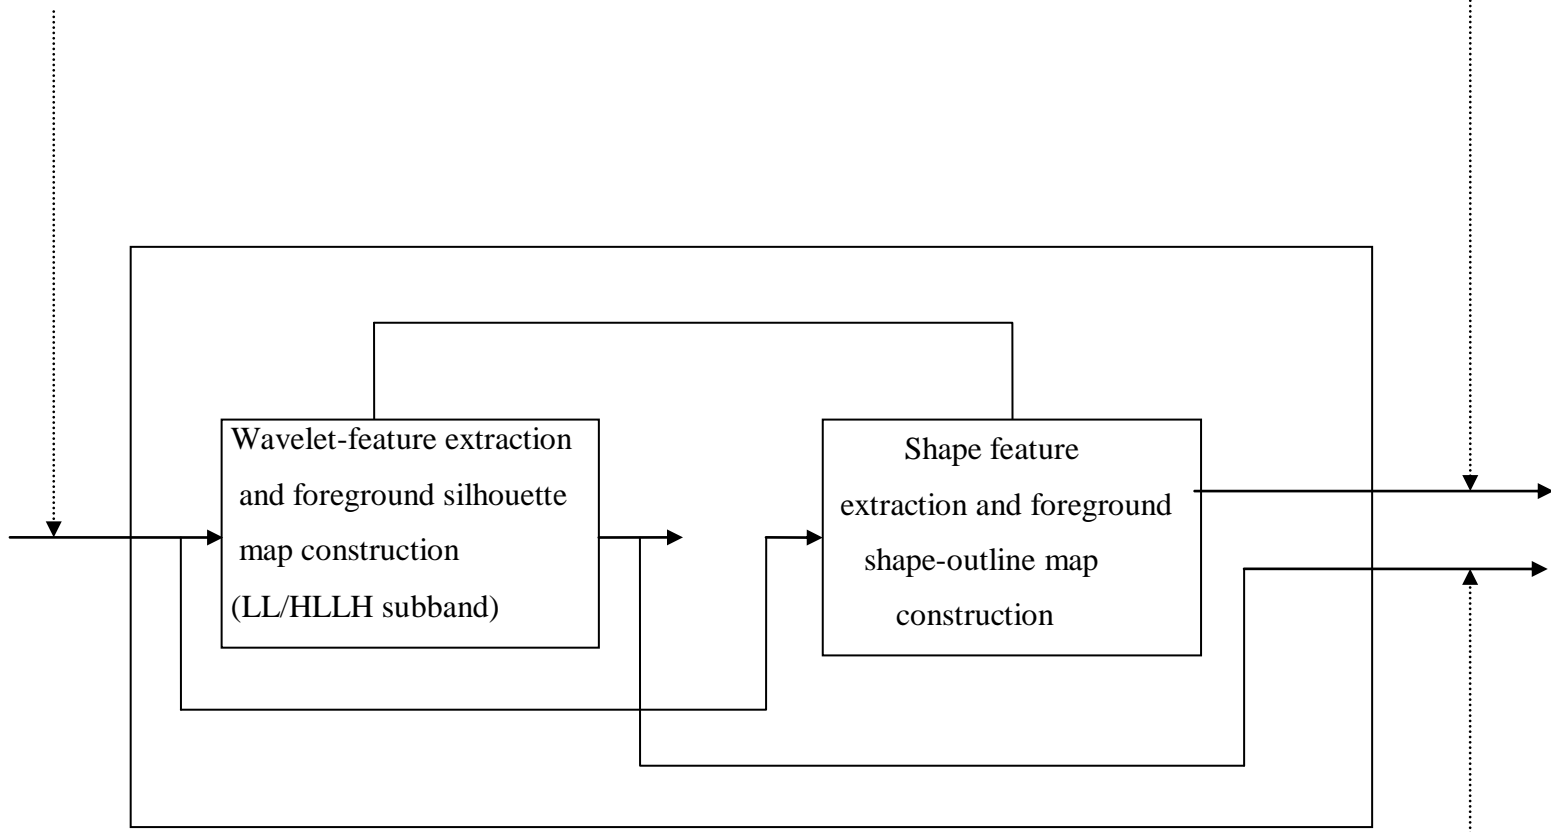 Wavelet-feature extraction
and foreground silhouette
map construction
(LL/HLLH subband)
Shape feature
extraction and foreground
shape-outline map
construction